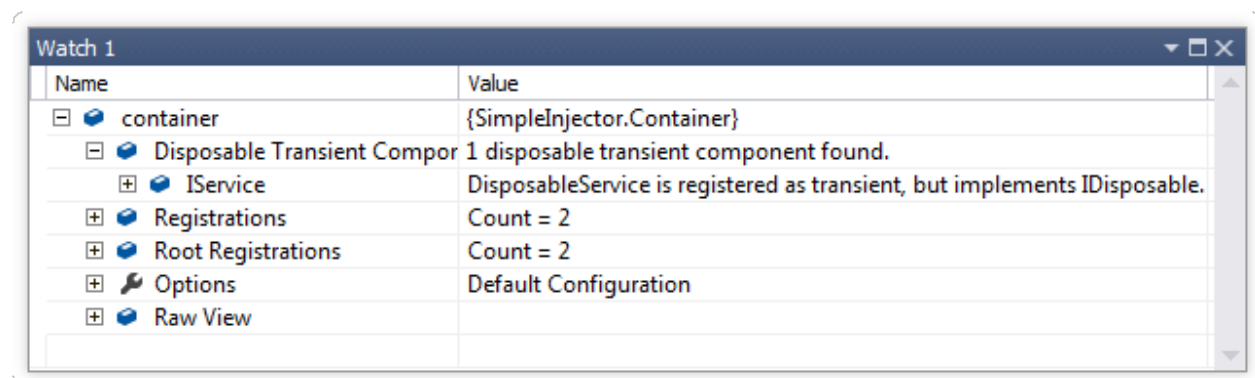 Watch 1
Name Value
container {SimpleInjector.Container}
Disposable Transient Compor 1 disposable transient component found.
IService DisposableService is registered as transient, but implements IDisposable.
Registrations Count = 2
Root Registrations Count = 2
Options Default Configuration
Raw View